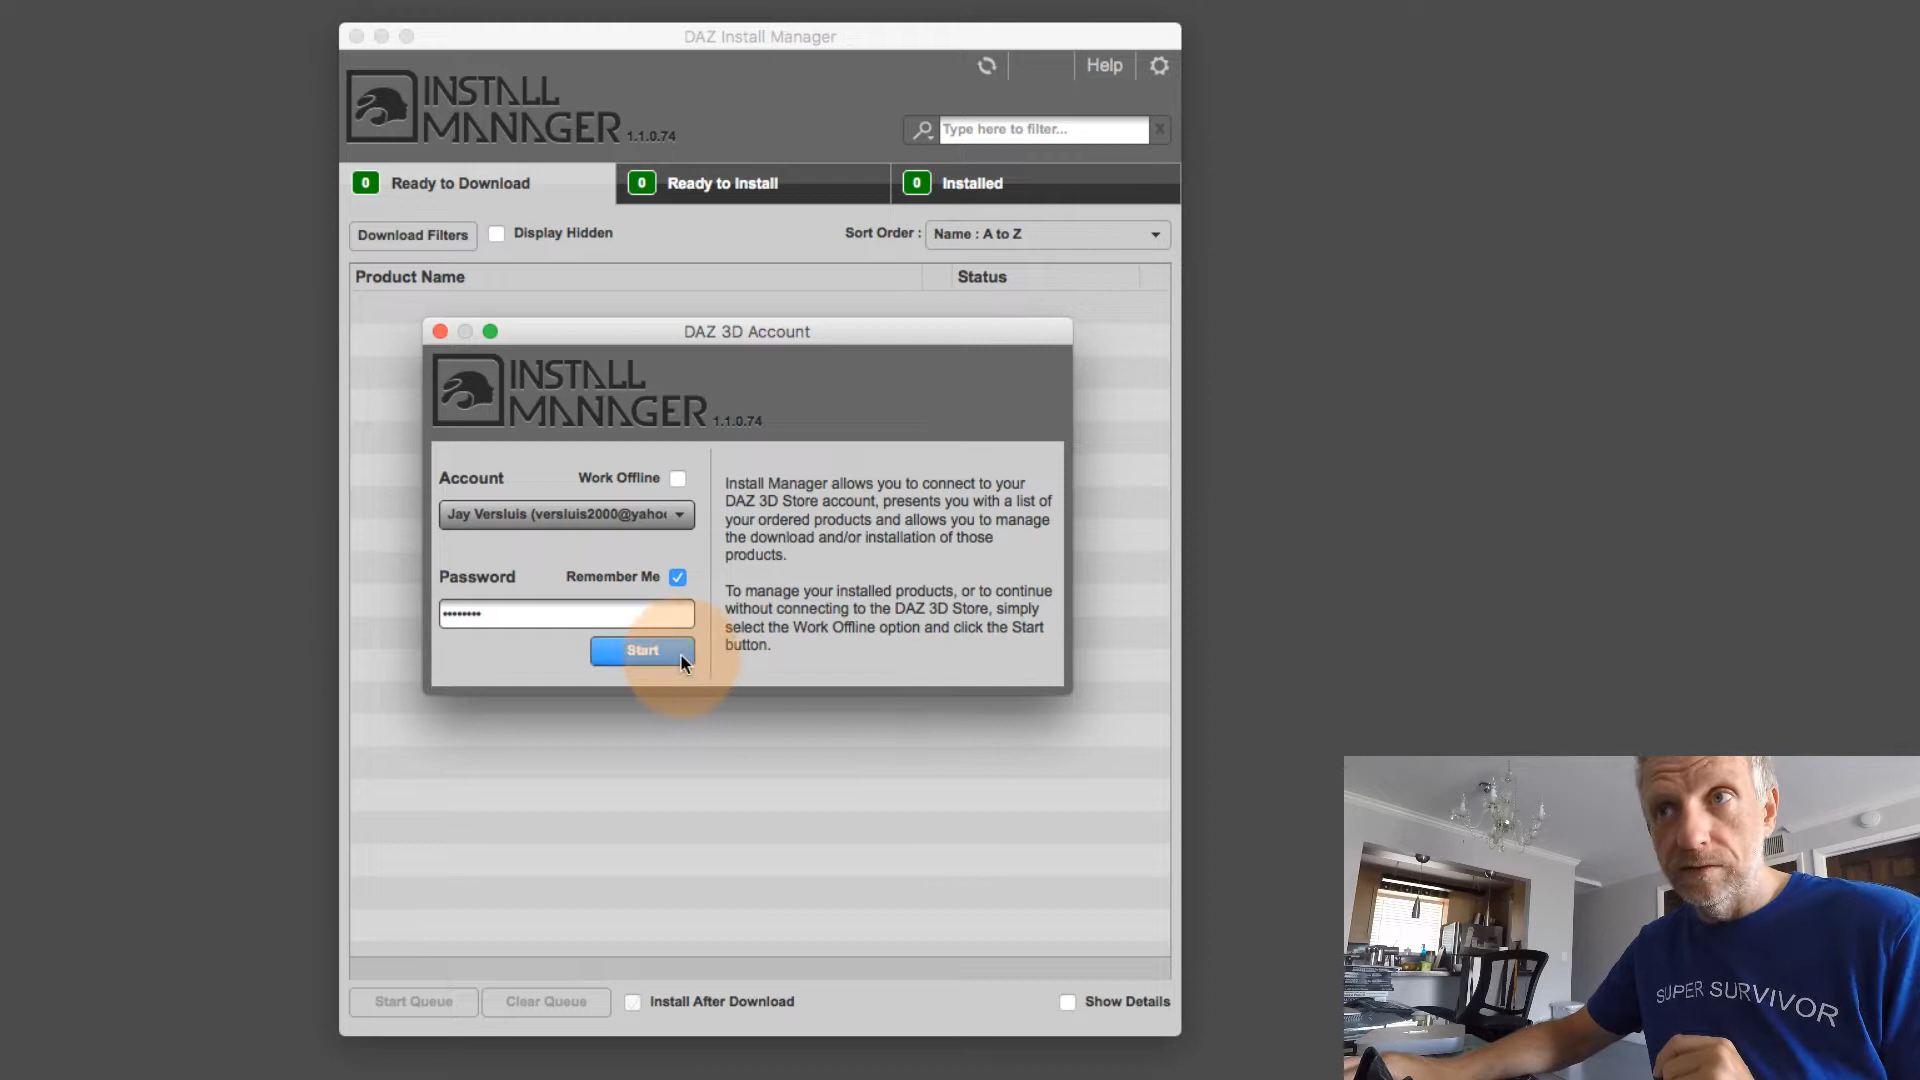 DAZ Install Manager
Help
INSTALL
MANAGER 1.1.0.74
Type here to filter...
X
0 Ready to Download
0 Ready to Install
0 Installed
Download Filters
Display Hidden
Sort Order : Name : A to Z
Product Name
Status
DAZ 3D Account
INSTALL
MANAGER 1.1.0.74
Account
Work Offline
Jay Versluis (versluis2000@yahoo
Password
Remember Me
Start
Install Manager allows you to connect to your
DAZ 3D Store account, presents you with a list of
your ordered products and allows you to manage
the download and/or installation of those
products.
To manage your installed products, or to continue
without connecting to the DAZ 3D Store, simply
select the Work Offline option and click the Start
button.
Start Queue
Clear Queue
Install After Download
Show Details
SUPER SURVIVOR